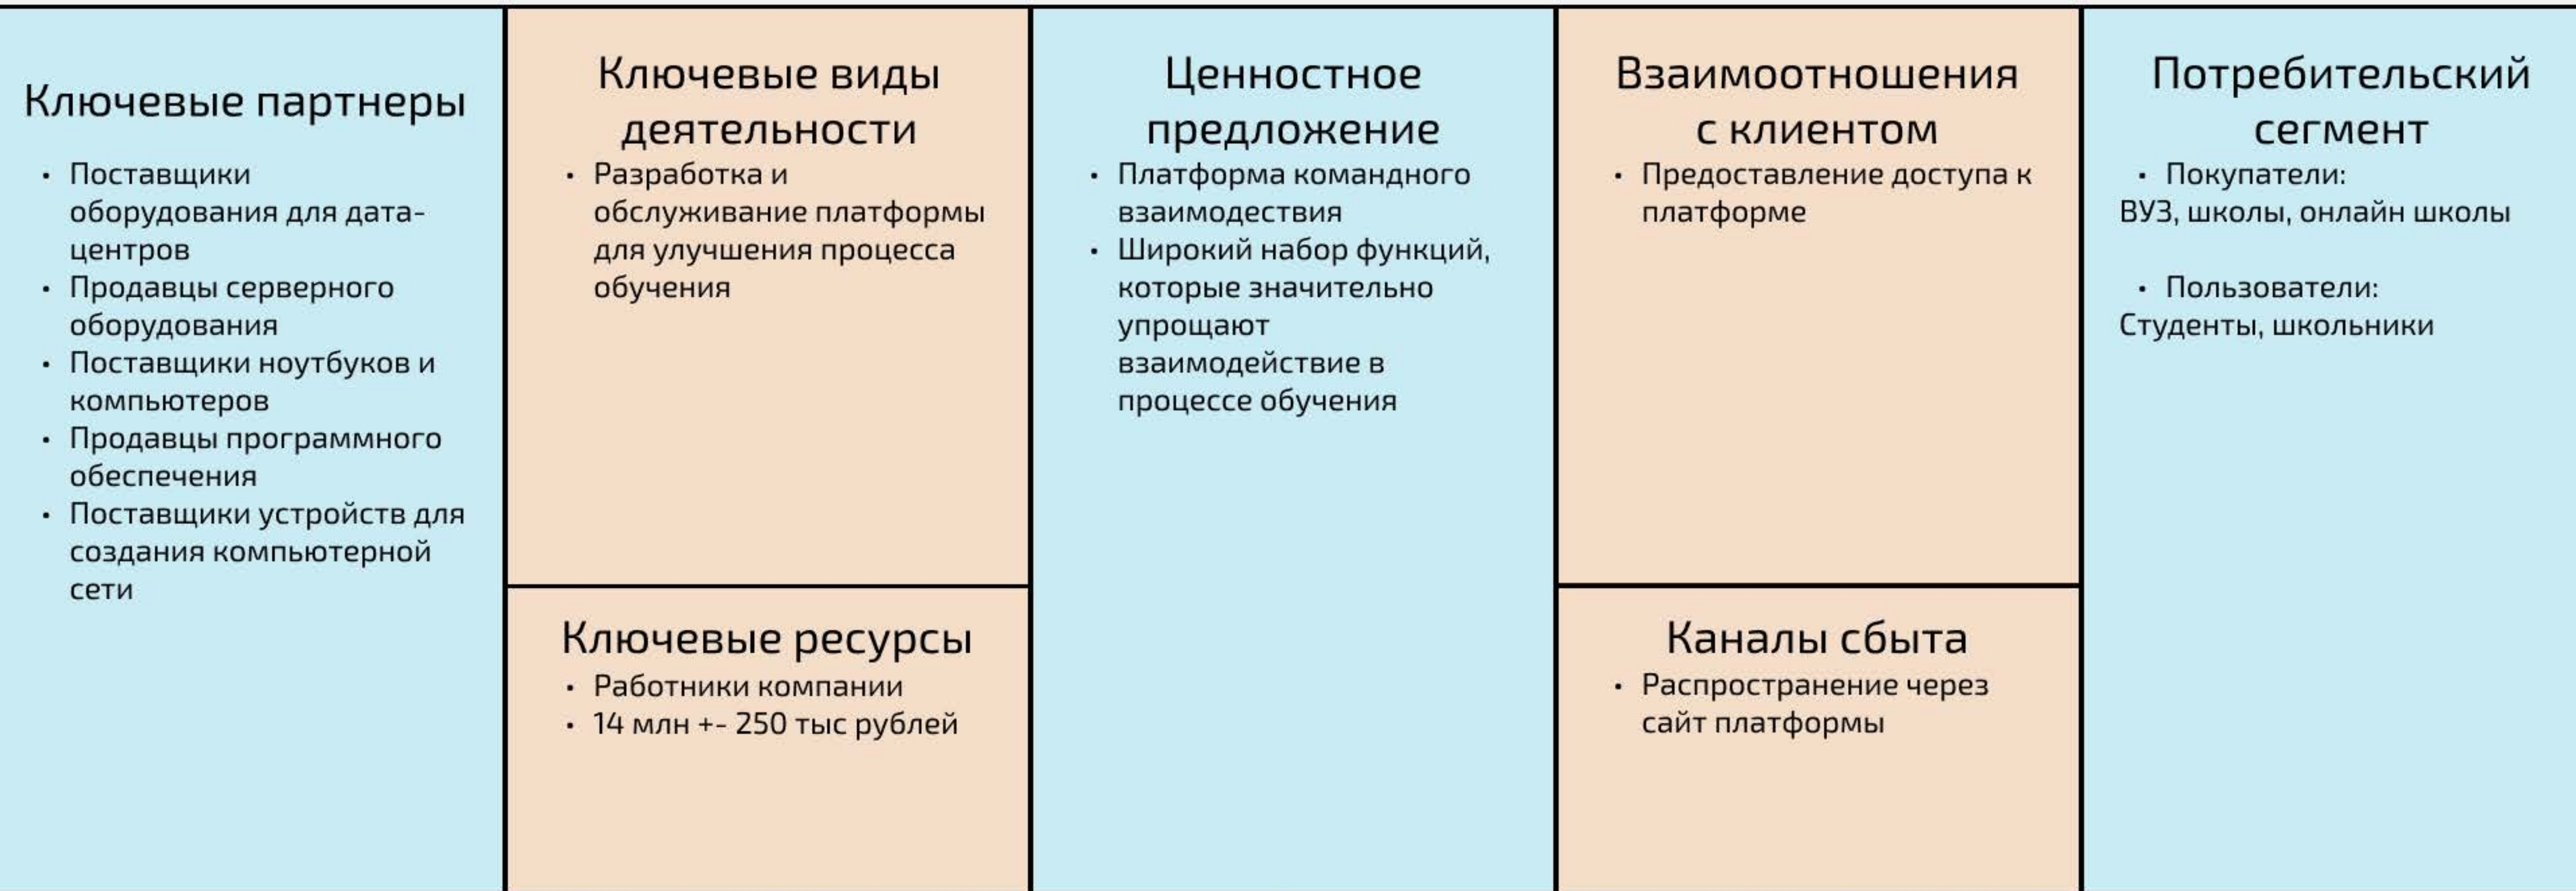 Ключевые партнеры
• Поставщики
оборудования для дата-
центров
• Продавцы серверного
оборудования
• Поставщики ноутбуков и
компьютеров
• Продавцы программного
обеспечения
• Поставщики устройств для
создания компьютерной
сети
Ключевые виды
деятельности
• Разработка и
обслуживание платформы
для улучшения процесса
обучения
Ключевые ресурсы
• Работники компании
• 14 млн +- 250 тыс рублей
Ценностное
предложение
• Платформа командного
взаимодествия
• Широкий набор функций,
которые значительно
упрощают
взаимодействие в
процессе обучения
Взаимоотношения
с клиентом
• Предоставление доступа к
платформе
Каналы сбыта
• Распространение через
сайт платформы
Потребительский
сегмент
• Покупатели:
ВУЗ, школы, онлайн школы
• Пользователи:
Студенты, школьники